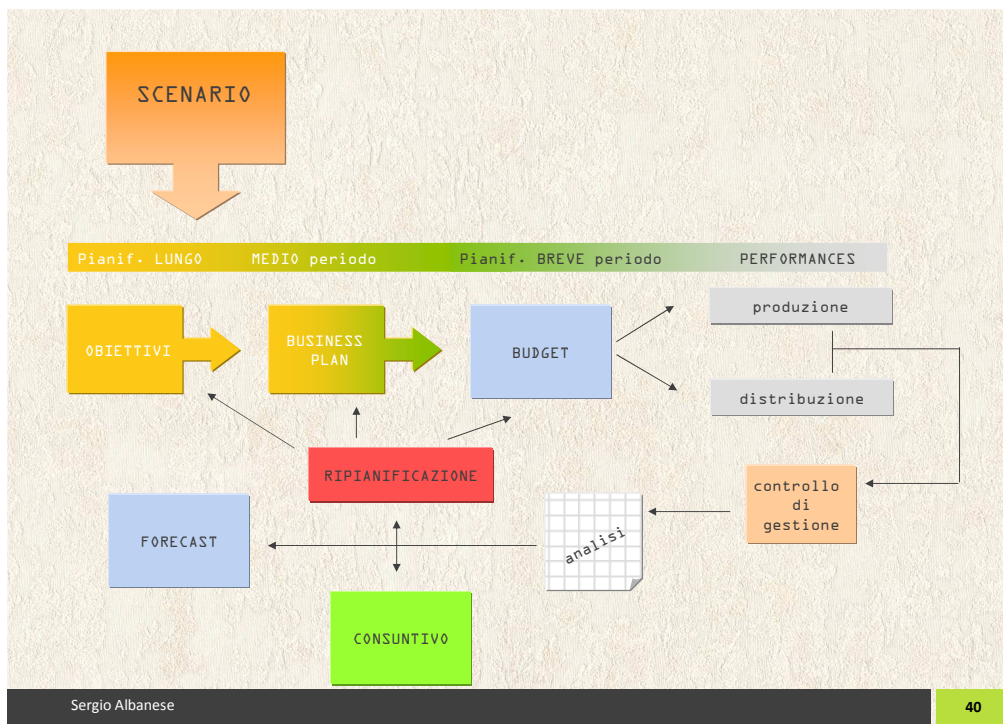 SCENARIO
Pianif. LUNGO
MEDIO periodo
Pianif. BREVE periodo
PERFORMANCES
OBIETTIVI
BUSINESS
PLAN
BUDGET
produzione
distribuzione
RIPIANIFICAZIONE
controllo
di
gestione
FORECAST
analisi
CONSUNTIVO
Sergio Albanese
40